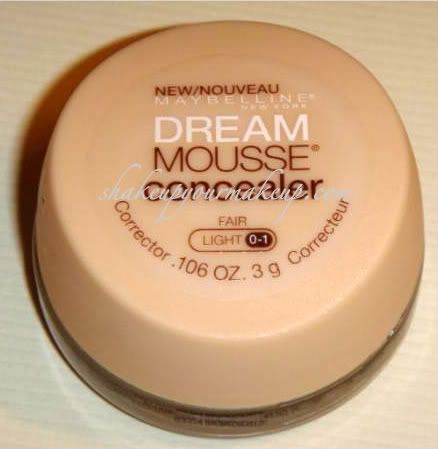 NEW/NOUVEAU
MAYBELLINE®
NEW YORK
DREAM
MOUSSE®
concealer
shakeupyourmakeup.com
FAIR
LIGHT 0-1
Corrector .106 OZ. 3 g Correcteur